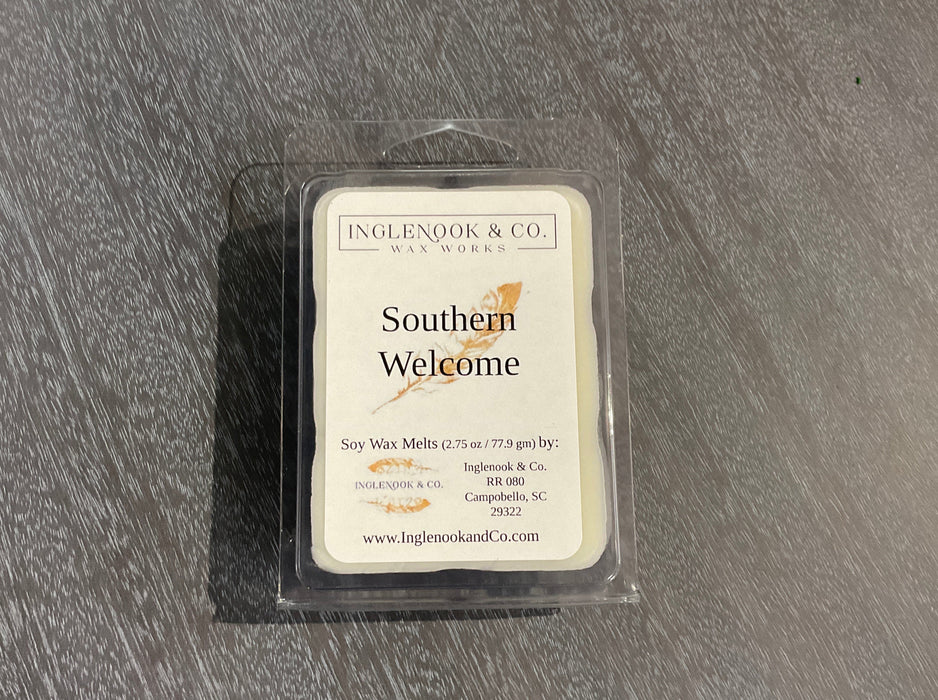 INGLENOOK & CO.
WAX WORKS
Southern
Welcome
Soy Wax Melts (2.75 oz / 77.9 gm) by:
INGLENOOK & CO.
Inglenook & Co.
RR 080
Campobello, SC
29322
www.InglenookandCo.com